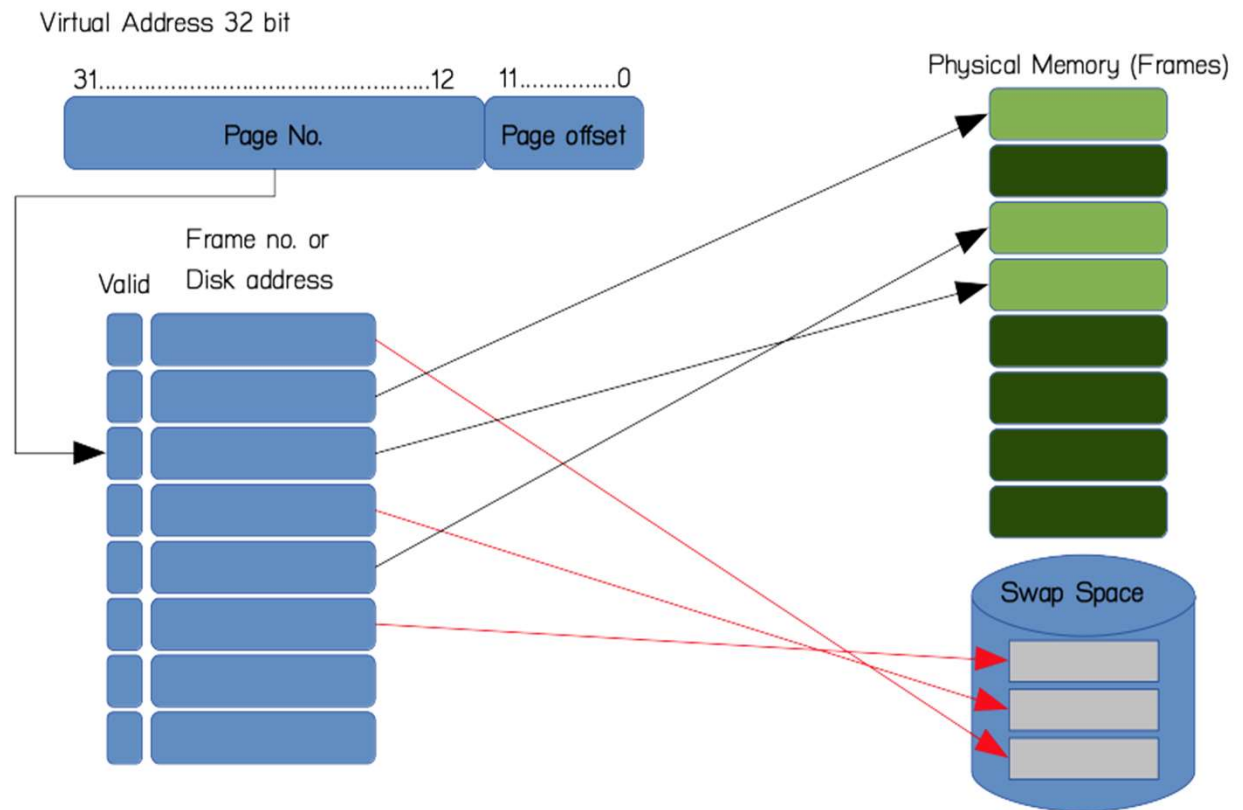 Virtual Address 32 bit
31....................................................12
11...............0
Page No.
Page offset
Physical Memory (Frames)
Frame no. or
Disk address
Valid
Swap Space